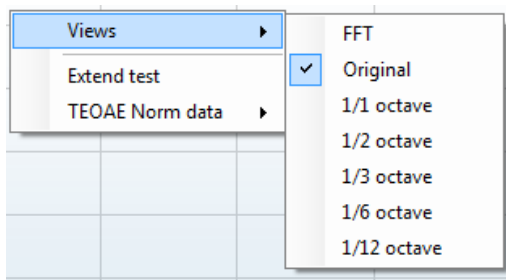 Views
Extend test
TEOAE Norm data
FFT
Original
1/1 octave
1/2 octave
1/3 octave
1/6 octave
1/12 octave